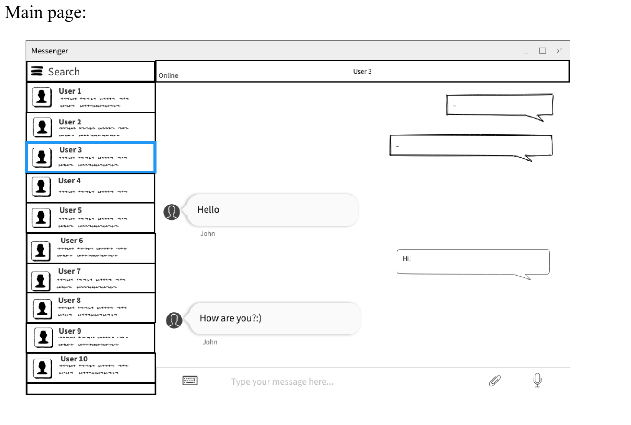 Main page:
Messenger
Search
Online
User 3
User 1
User 2
User 3
User 4
User 5
User 6
User 7
User 8
User 9
User 10
Hello
John
Hi.
How are you?:)
John
Type your message here...